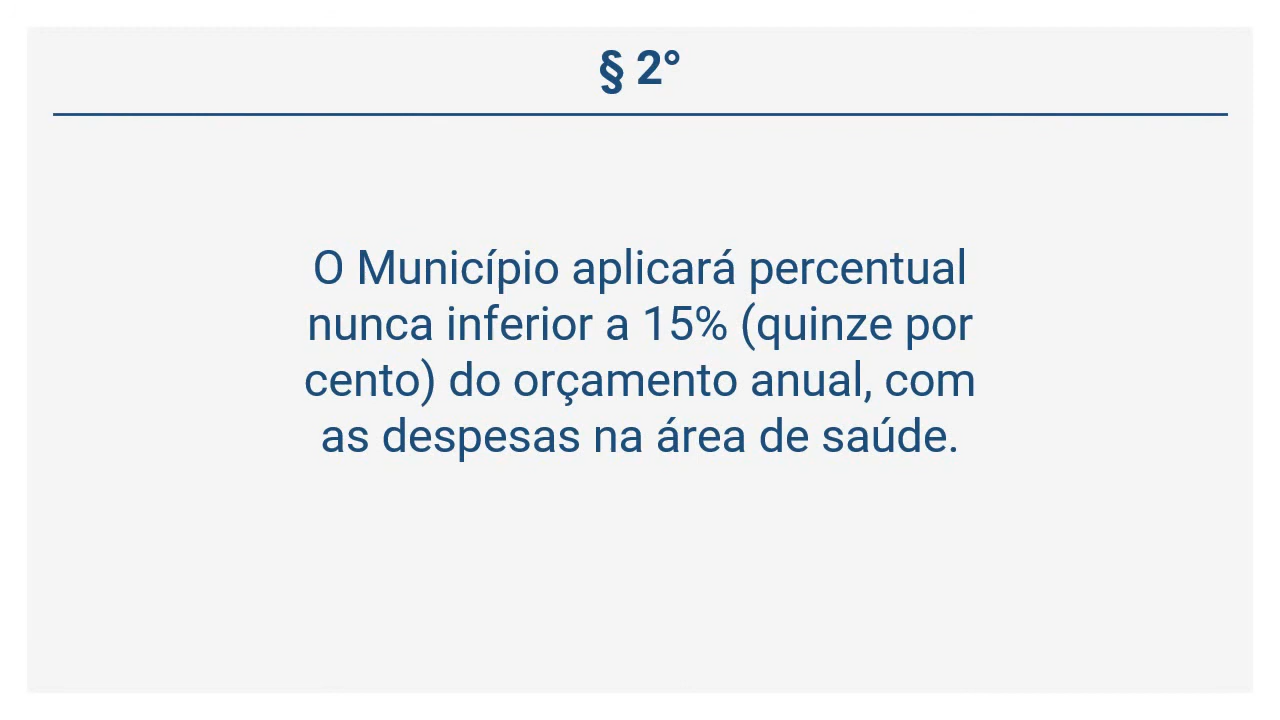 § 2°
O Município aplicará percentual
nunca inferior a 15% (quinze por
cento) do orçamento anual, com
as despesas na área de saúde.